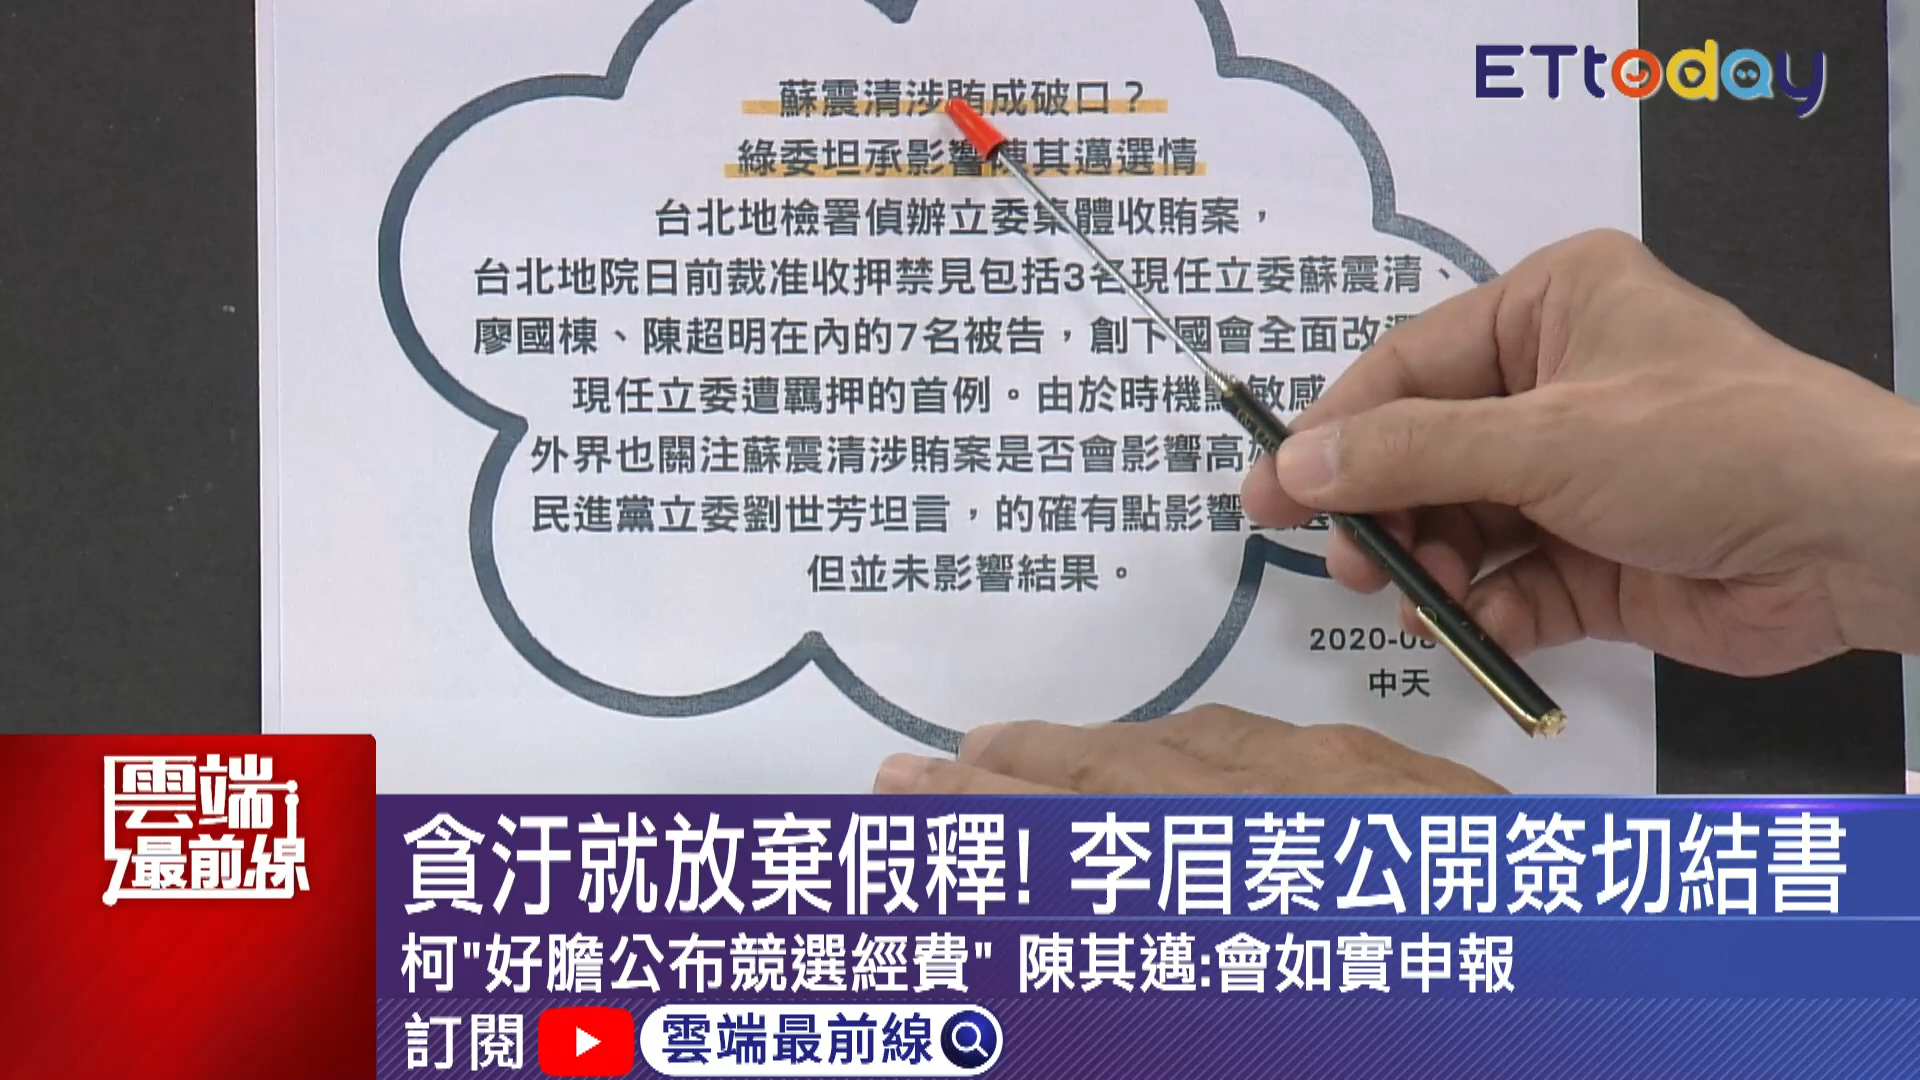 ETtoday
蘇震清涉賄成破口？
綠委坦承影響陳其邁選情
台北地檢署偵辦立委集體收賄案，
台北地院日前裁准收押禁見包括3名現任立委蘇震清、
廖國棟、陳超明在內的7名被告，創下國會全面改
現任立委遭羈押的首例。由於時機點敏感
外界也關注蘇震清涉賄案是否會影響高
民進黨立委劉世芳坦言，的確有點影響
但並未影響結果。
2020-08
中天
雲端最前線
貪汙就放棄假釋! 李眉蓁公開簽切結書
柯"好膽公布競選經費" 陳其邁:會如實申報
訂閱 雲端最前線